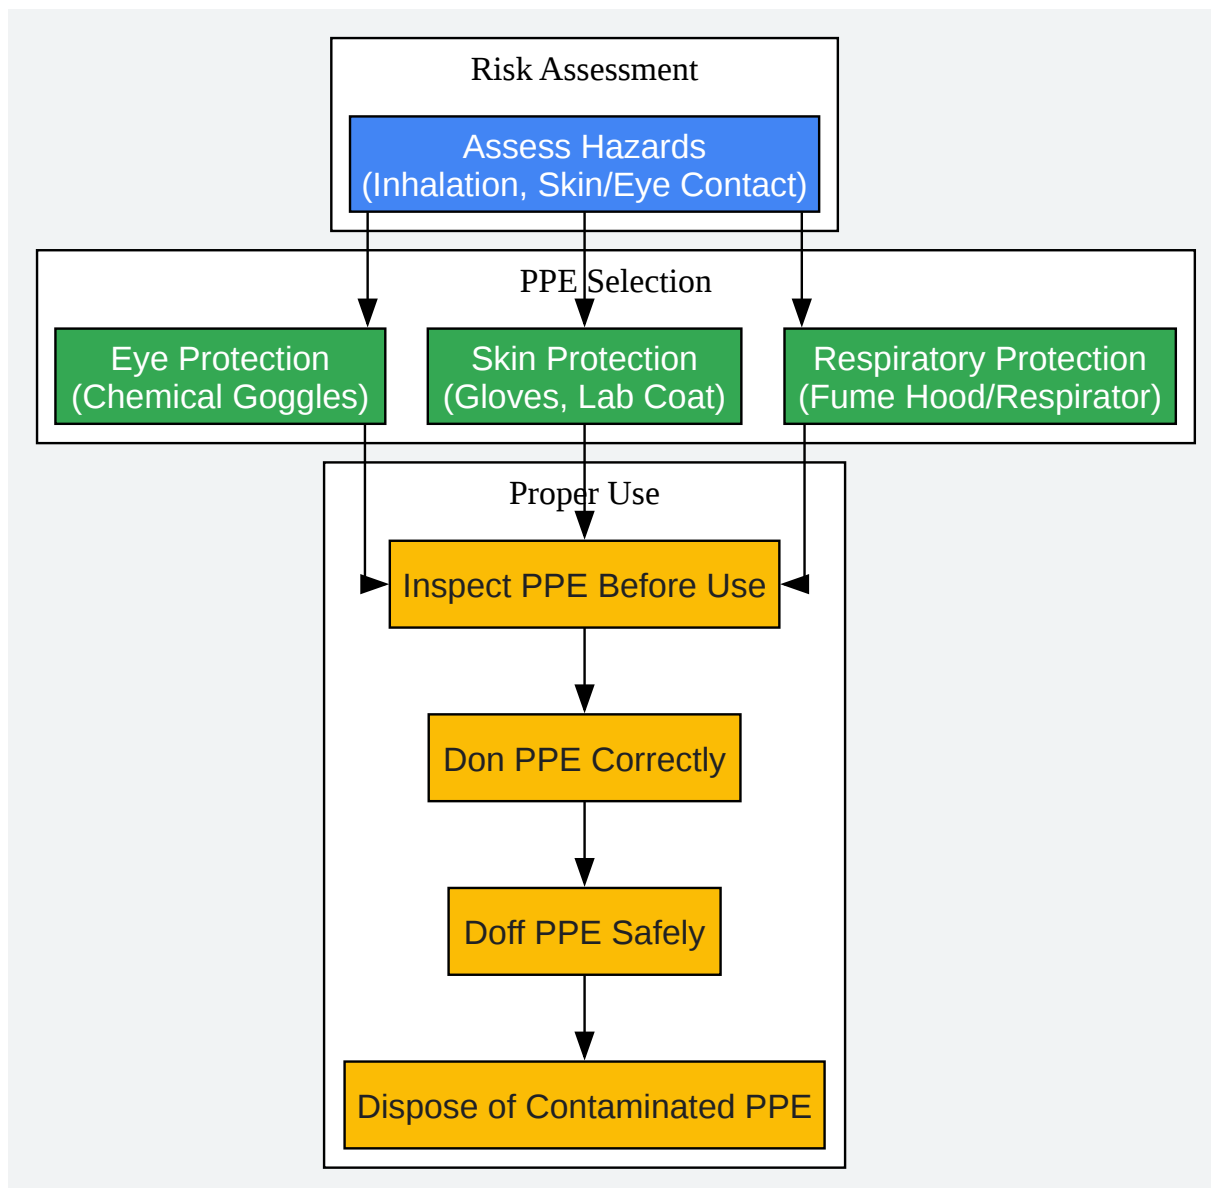 Risk Assessment
Assess Hazards
(Inhalation, Skin/Eye Contact)
PPE Selection
Eye Protection
(Chemical Goggles)
Skin Protection
(Gloves, Lab Coat)
Respiratory Protection
(Fume Hood/Respirator)
Proper Use
Inspect PPE Before Use
Don PPE Correctly
Doff PPE Safely
Dispose of Contaminated PPE